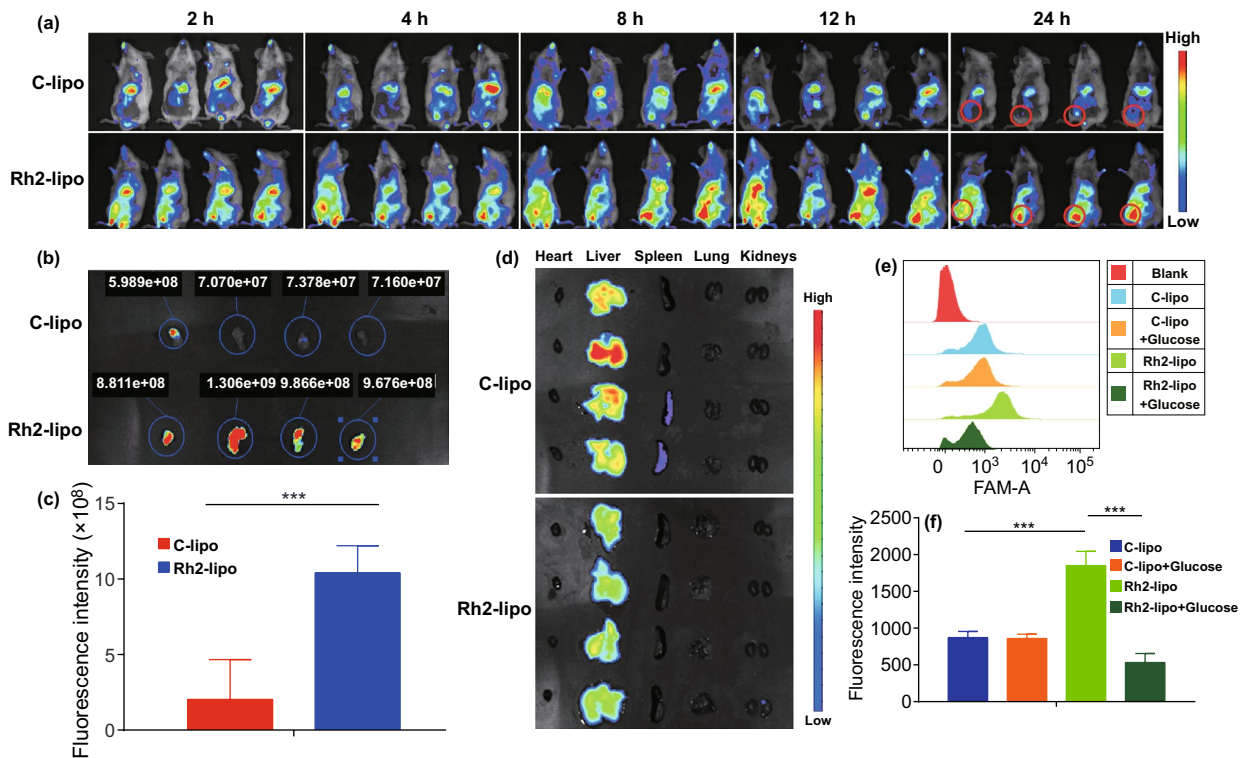 (a)
2 h
4 h
8 h
12 h
24 h
C-lipo
Rh2-lipo
High
Low
(b)
5.989e+08
7.070e+07
7.378e+07
7.160e+07
C-lipo
8.811e+08
1.306e+09
9.866e+08
9.676e+08
Rh2-lipo
(c)
Fluorescence intensity (×10⁸)
15
10
5
0
***
C-lipo
Rh2-lipo
(d)
Heart
Liver
Spleen
Lung
Kidneys
C-lipo
Rh2-lipo
High
Low
(e)
Blank
C-lipo
C-lipo
+Glucose
Rh2-lipo
Rh2-lipo
+Glucose
0
10³
10⁴
10⁵
FAM-A
(f)
Fluorescence intensity
2500
2000
1500
1000
500
0
***
***
C-lipo
C-lipo+Glucose
Rh2-lipo
Rh2-lipo+Glucose